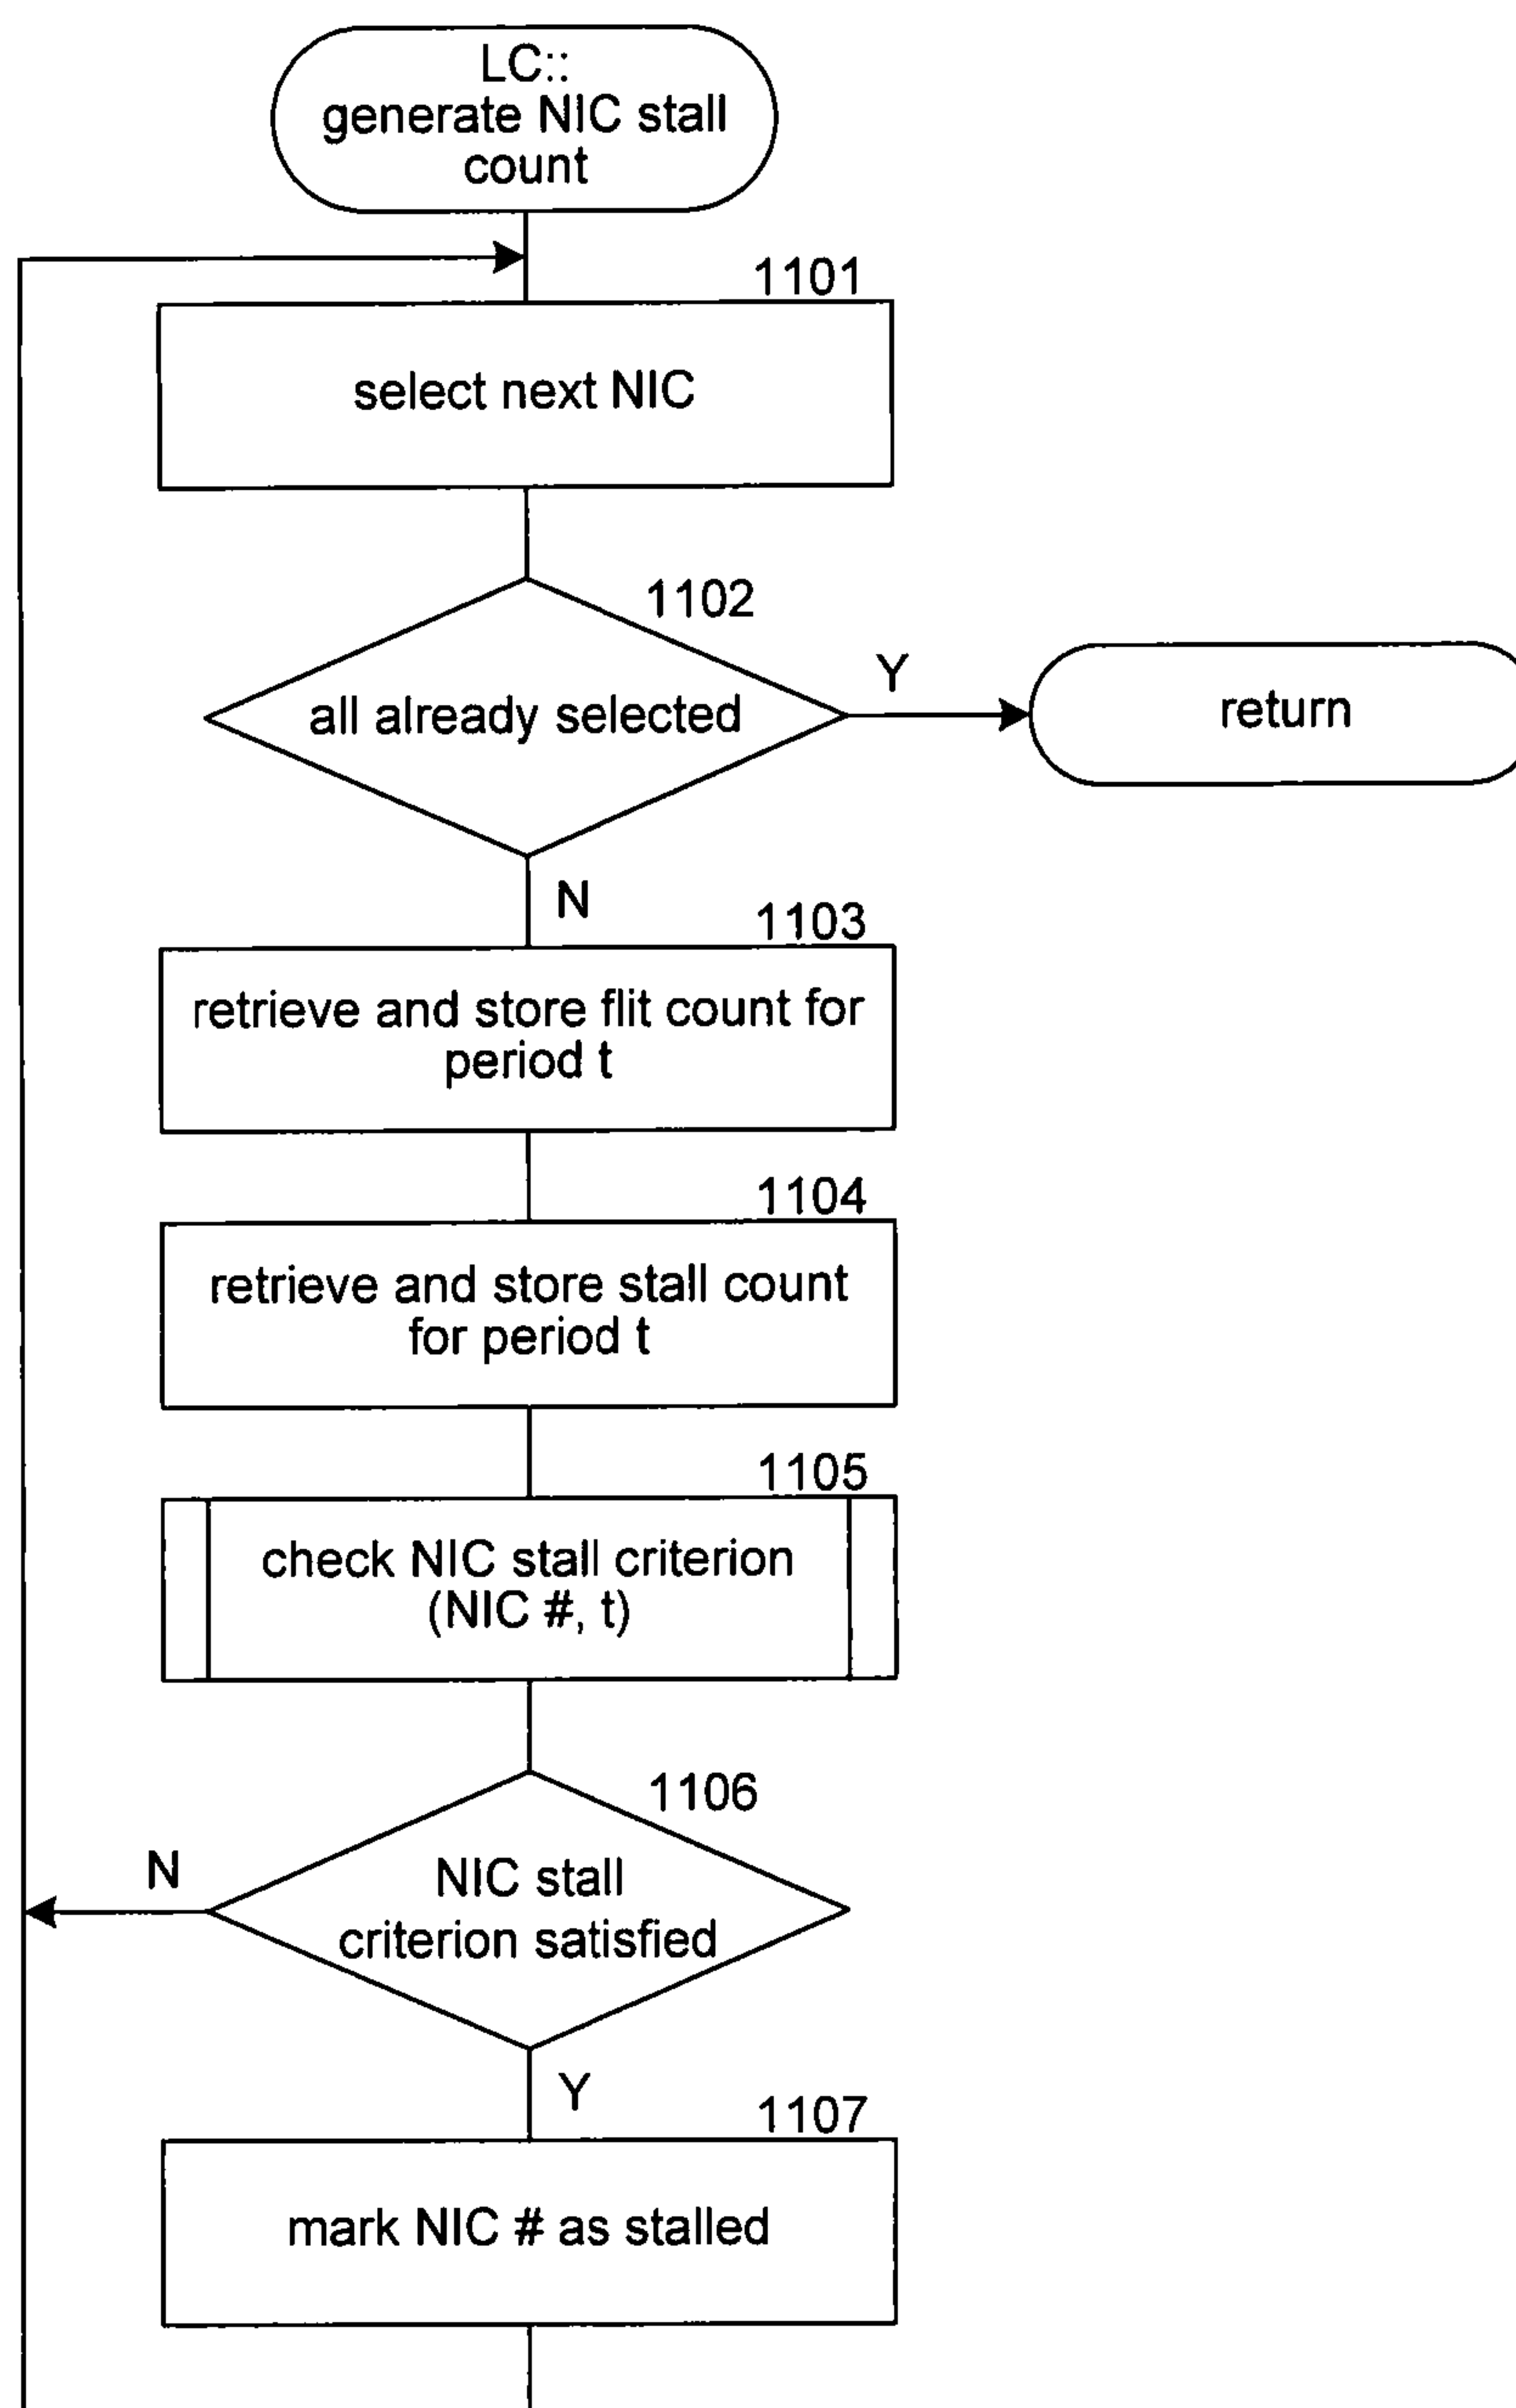 LC::
generate NIC stall
count
1101
select next NIC
1102
all already selected
Y
return
N
1103
retrieve and store flit count for
period t
1104
retrieve and store stall count
for period t
1105
check NIC stall criterion
(NIC #, t)
1106
N
NIC stall
criterion satisfied
Y
1107
mark NIC # as stalled